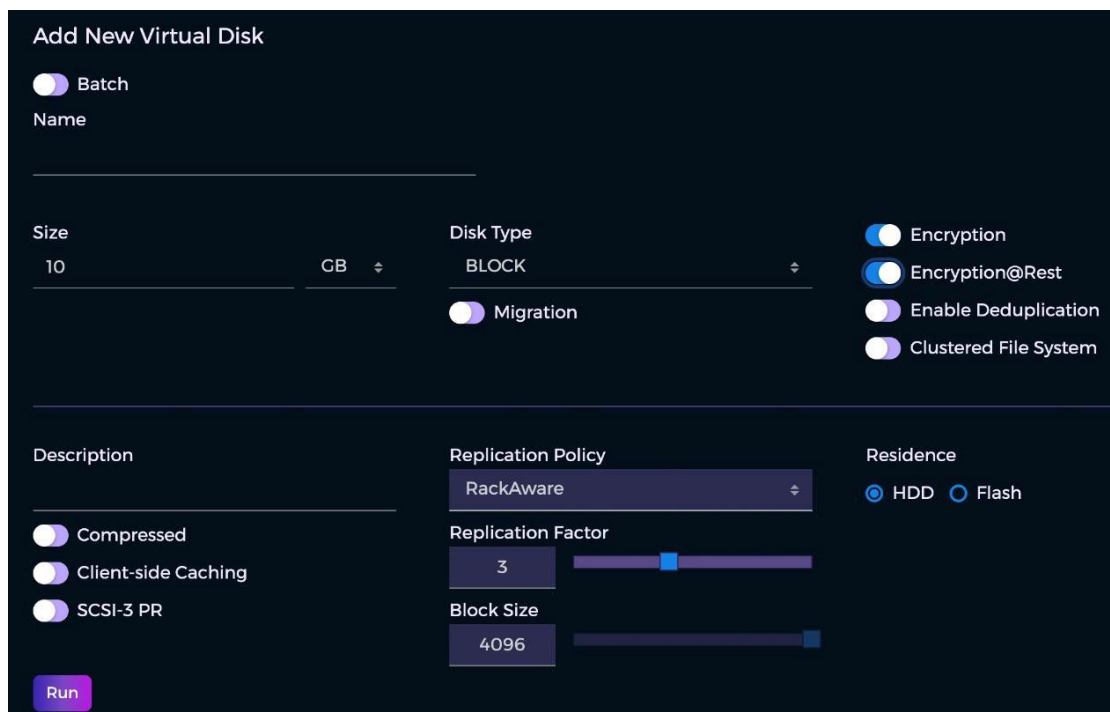 Add New Virtual Disk
Batch
Name
Size
10
GB
Disk Type
BLOCK
Migration
Encryption
Encryption@Rest
Enable Deduplication
Clustered File System
Description
Compressed
Client-side Caching
SCSI-3 PR
Replication Policy
RackAware
Replication Factor
3
Block Size
4096
Residence
HDD
Flash
Run